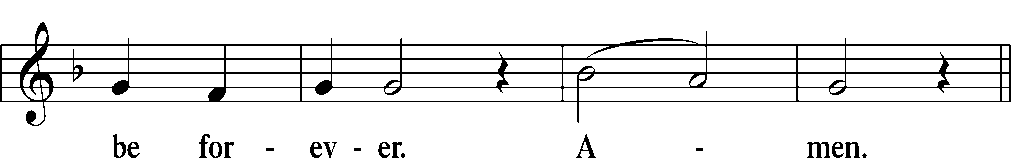 be for - ev - er. A - men.